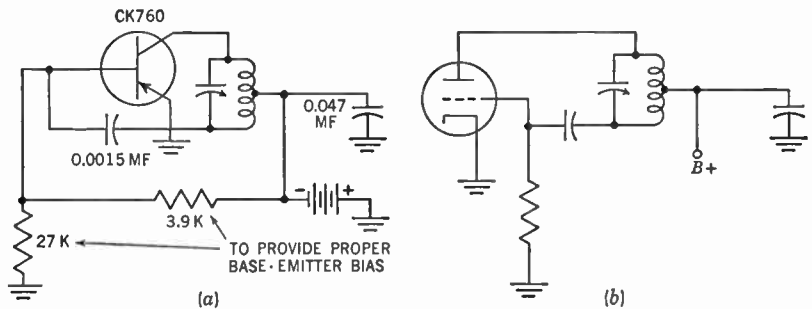 CK760
0.047
MF
0.0015 MF
- +
3.9 K
27 K
TO PROVIDE PROPER
BASE-EMITTER BIAS
(a)
B+
(b)